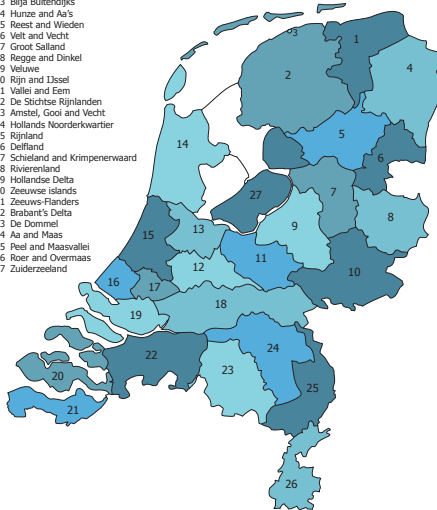 3 Blija Buitendijks
4 Hunze and Aa's
5 Reest and Wieden
6 Velt and Vecht
7 Groot Salland
8 Regge and Dinkel
9 Veluwe
0 Rijn and IJssel
1 Vallei and Eem
2 De Stichtse Rijnlanden
3 Amstel, Gooi and Vecht
4 Hollands Noorderkwartier
5 Rijnland
6 Delfland
7 Schieland and Krimpenerwaard
8 Rivierenland
9 Hollandse Delta
0 Zeeuwse islands
1 Zeeuws-Flanders
2 Brabant's Delta
3 De Dommel
4 Aa and Maas
5 Peel and Maasvallei
6 Roer and Overmaas
7 Zuiderzeeland
3
1
4
2
5
14
6
27
7
8
13
9
15
11
12
10
16
17
18
19
22
24
23
20
25
21
26